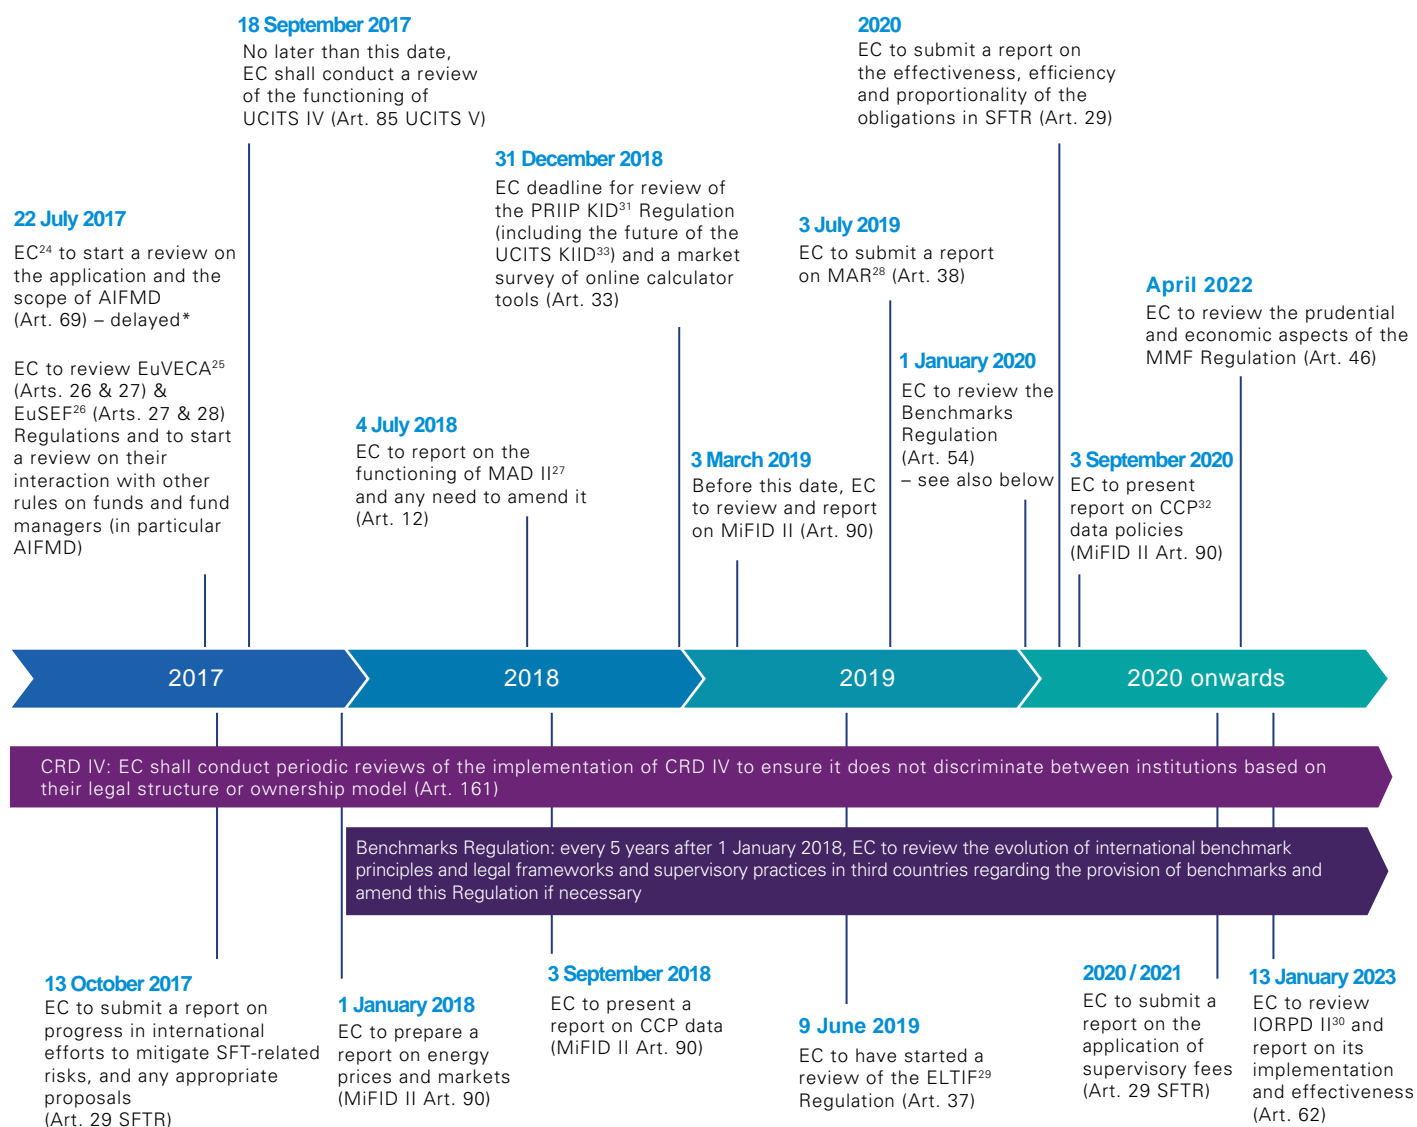 18 September 2017
No later than this date,
EC shall conduct a review
of the functioning of
UCITS IV (Art. 85 UCITS V)
2020
EC to submit a report on
the effectiveness, efficiency
and proportionality of the
obligations in SFTR (Art. 29)
31 December 2018
EC deadline for review of
the PRIIP KID³¹ Regulation
(including the future of the
UCITS KIID³³) and a market
survey of online calculator
tools (Art. 33)
22 July 2017
EC²⁴ to start a review on
the application and the
scope of AIFMD
(Art. 69) – delayed*
EC to review EuVECA²⁵
(Arts. 26 & 27) &
EuSEF²⁶ (Arts. 27 & 28)
Regulations and to start
a review on their
interaction with other
rules on funds and fund
managers (in particular
AIFMD)
3 July 2019
EC to submit a report
on MAR²⁸ (Art. 38)
April 2022
EC to review the prudential
and economic aspects of the
MMF Regulation (Art. 46)
1 January 2020
EC to review the
Benchmarks
Regulation
(Art. 54)
– see also below
4 July 2018
EC to report on the
functioning of MAD II²⁷
and any need to amend it
(Art. 12)
3 March 2019
Before this date, EC
to review and report
on MiFID II (Art. 90)
3 September 2020
EC to present
report on CCP³²
data policies
(MiFID II Art. 90)
2017
2018
2019
2020 onwards
CRD IV: EC shall conduct periodic reviews of the implementation of CRD IV to ensure it does not discriminate between institutions based on
their legal structure or ownership model (Art. 161)
Benchmarks Regulation: every 5 years after 1 January 2018, EC to review the evolution of international benchmark
principles and legal frameworks and supervisory practices in third countries regarding the provision of benchmarks and
amend this Regulation if necessary
13 October 2017
EC to submit a report on
progress in international
efforts to mitigate SFT-related
risks, and any appropriate
proposals
(Art. 29 SFTR)
1 January 2018
EC to prepare a
report on energy
prices and markets
(MiFID II Art. 90)
3 September 2018
EC to present a
report on CCP data
(MiFID II Art. 90)
9 June 2019
EC to have started a
review of the ELTIF²⁹
Regulation (Art. 37)
2020 / 2021
EC to submit a
report on the
application of
supervisory fees
(Art. 29 SFTR)
13 January 2023
EC to review
IORPD II³⁰ and
report on its
implementation
and effectiveness
(Art. 62)